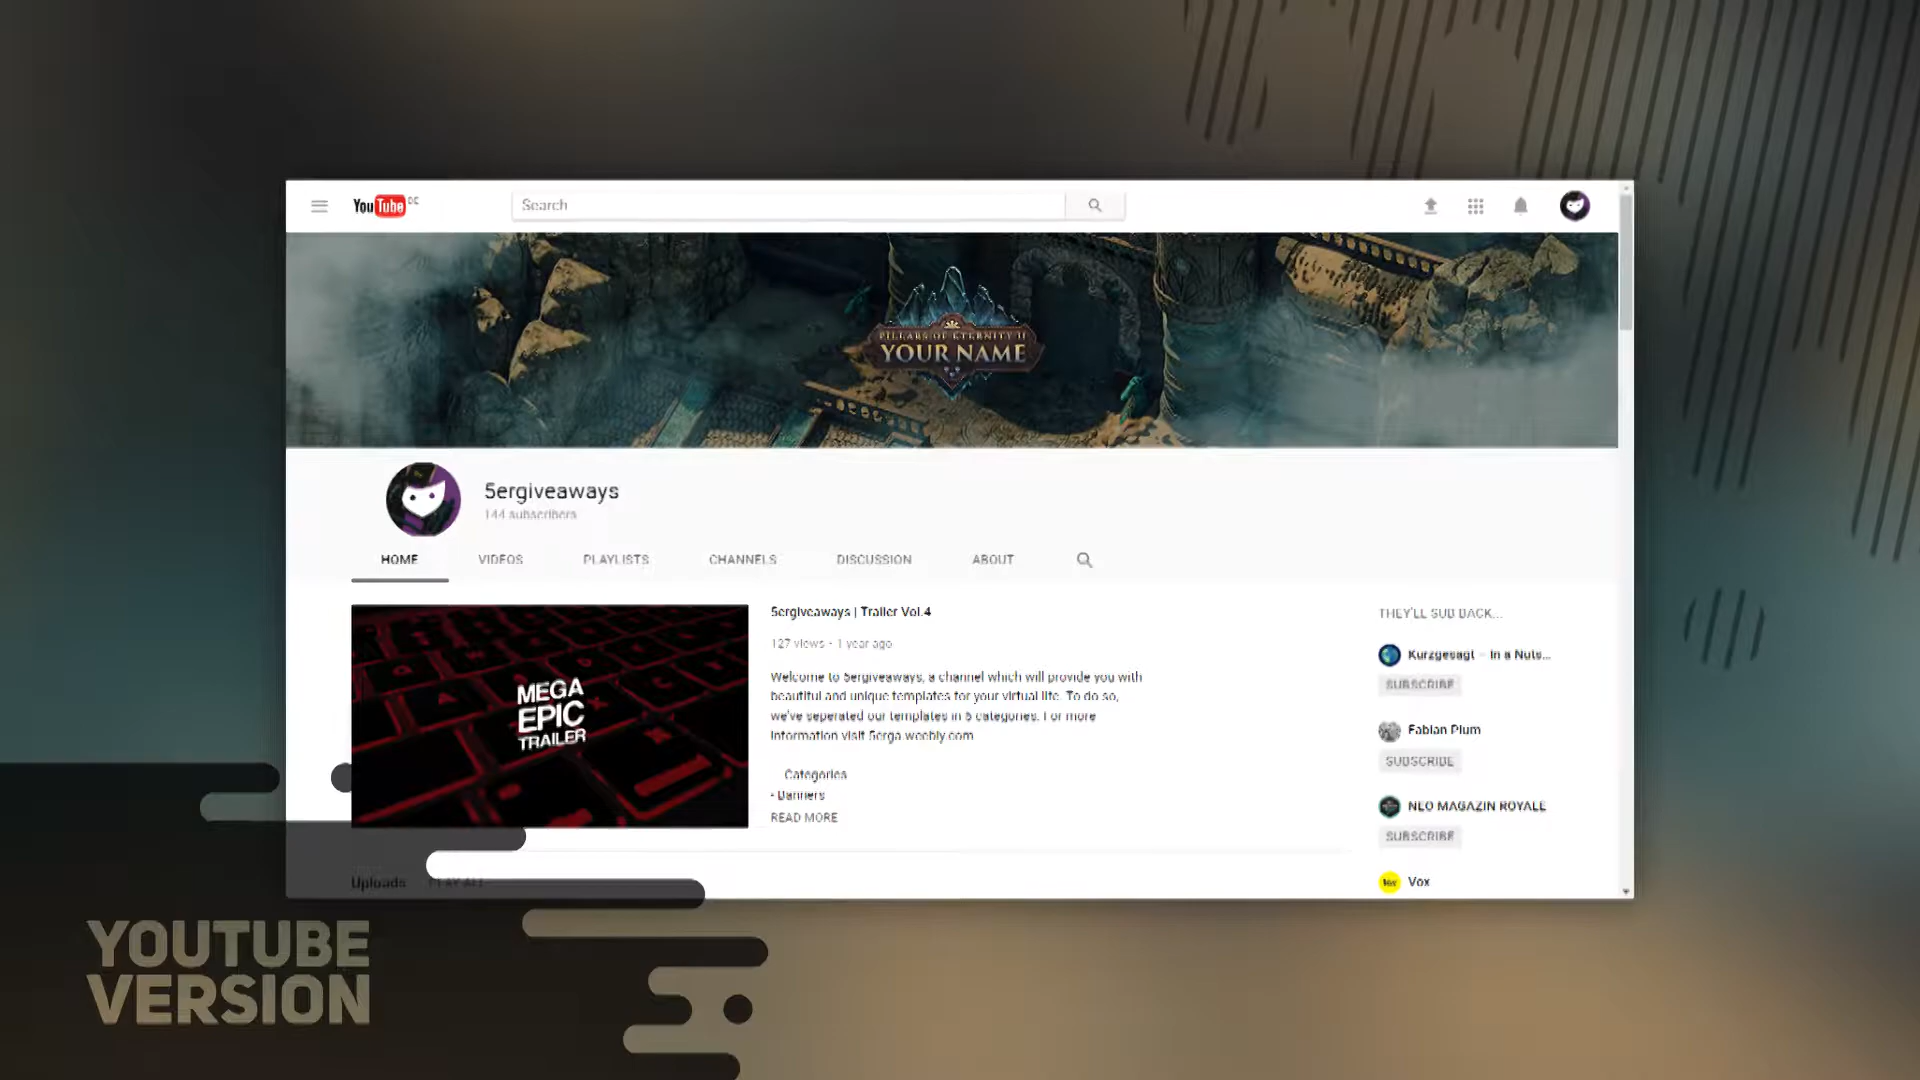 YouTube
Search
PILLARS OF ETERNITY II
YOUR NAME
5ergiveaways
144 subscribers
HOME VIDEOS PLAYLISTS CHANNELS DISCUSSION ABOUT
MEGA
EPIC
TRAILER
5ergiveaways | Trailer Vol.4
127 views - 1 year ago
Welcome to 5ergiveaways, a channel which will provide you with
beautiful and unique templates for your virtual life. To do so,
we've seperated our templates in 5 categories. For more
information visit 5erga.weebly.com
Categories
- Banners
READ MORE
THEY'LL SUB BACK...
Kurzgesagt – In a Nuts...
SUBSCRIBE
Fabian Plum
SUBSCRIBE
NEO MAGAZIN ROYALE
SUBSCRIBE
Vox
Uploads PLAY ALL
YOUTUBE
VERSION